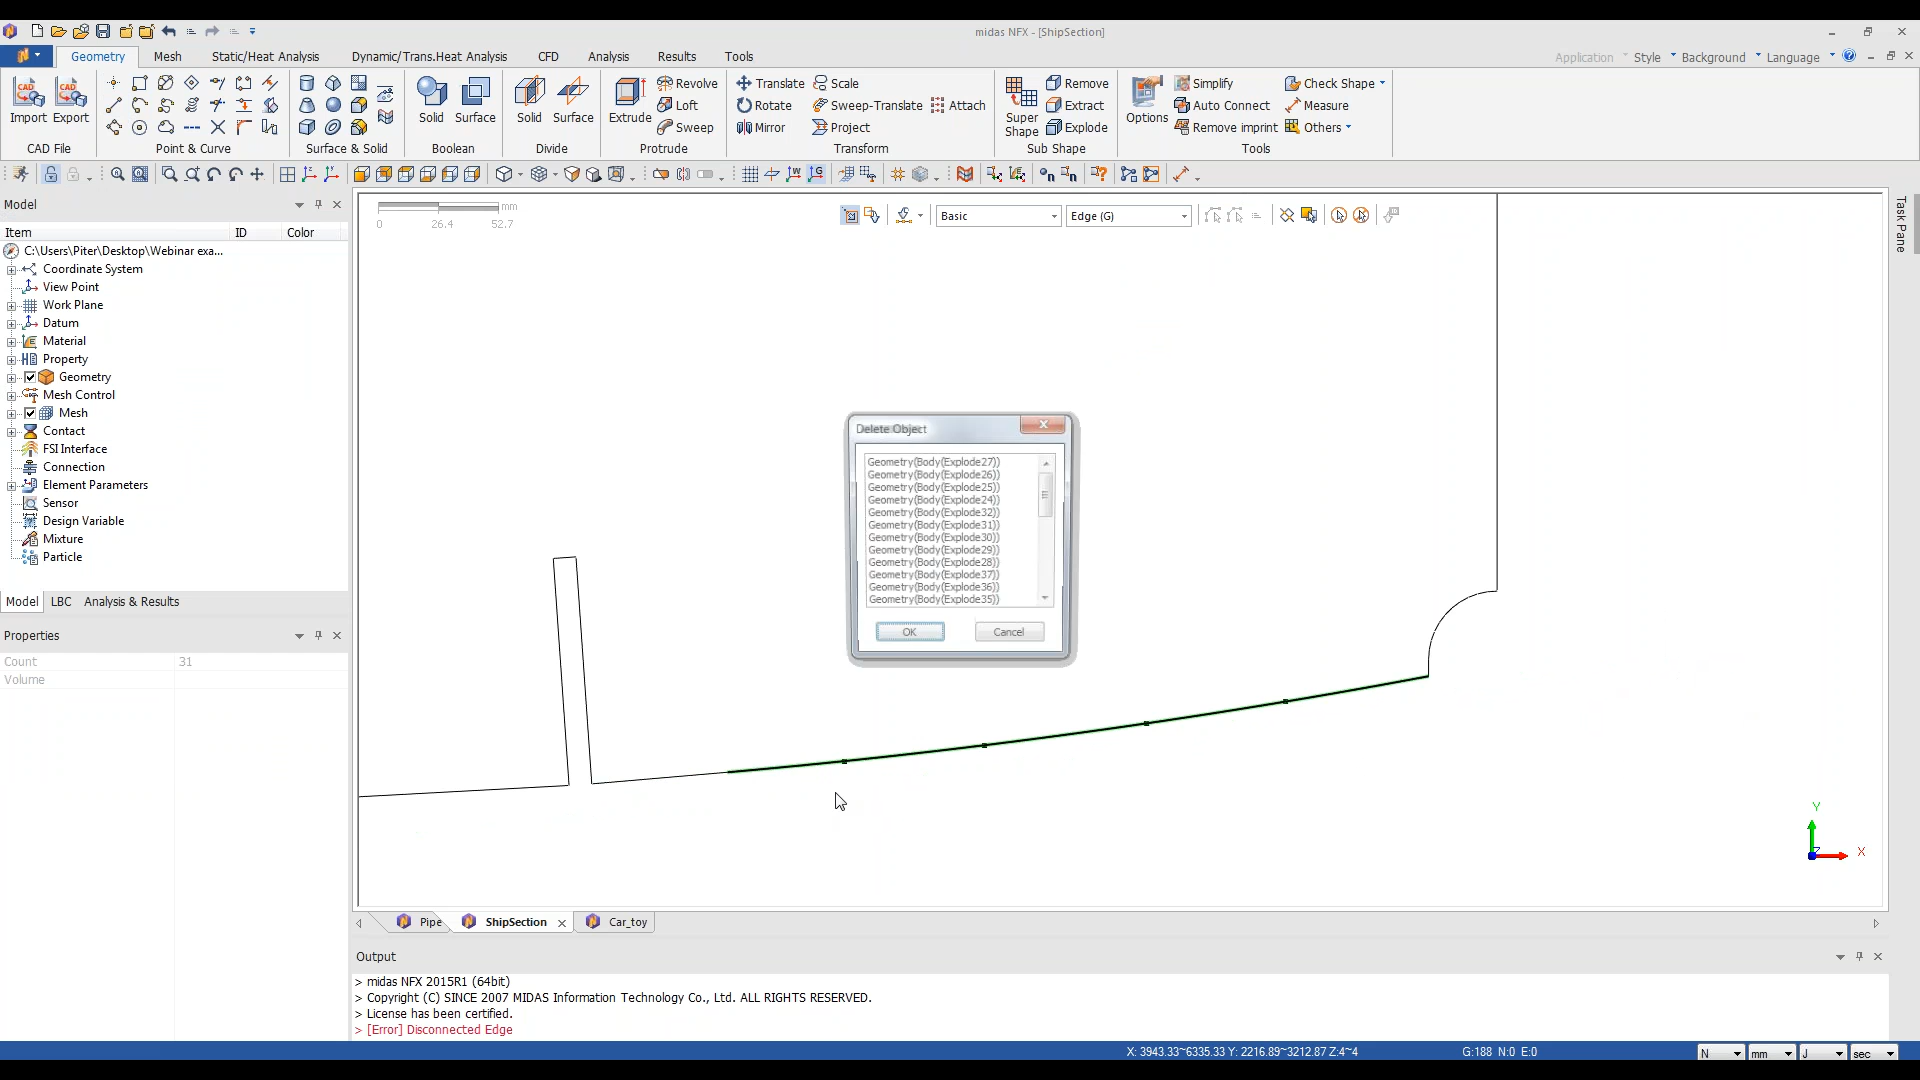 midas NFX - [ShipSection]
Geometry Mesh Static/Heat Analysis Dynamic/Trans.Heat Analysis CFD Analysis Results Tools
Application Style Background Language
Import Export
CAD File
Point & Curve
Surface & Solid
Solid Surface
Boolean
Solid Surface
Divide
Extrude Revolve
Loft
Sweep
Protrude
Translate Scale
Rotate Sweep-Translate Attach
Mirror Project
Transform
Super Shape Remove
Extract
Explode
Sub Shape
Options Simplify Check Shape
Auto Connect Measure
Remove imprint Others
Tools
Model
Item ID Color
C:\Users\Piter\Desktop\Webinar exa...
Coordinate System
View Point
Work Plane
Datum
Material
Property
Geometry
Mesh Control
Mesh
Contact
FSI Interface
Connection
Element Parameters
Sensor
Design Variable
Mixture
Particle
Model LBC Analysis & Results
Properties
Count 31
Volume
mm
0 26.4 52.7
Basic Edge (G)
Task Pane
Delete Object
Geometry(Body(Explode27))
Geometry(Body(Explode26))
Geometry(Body(Explode25))
Geometry(Body(Explode24))
Geometry(Body(Explode32))
Geometry(Body(Explode31))
Geometry(Body(Explode30))
Geometry(Body(Explode29))
Geometry(Body(Explode28))
Geometry(Body(Explode37))
Geometry(Body(Explode36))
Geometry(Body(Explode35))
OK Cancel
Y
Z
X
Pipe ShipSection Car_toy
Output
> midas NFX 2015R1 (64bit)
> Copyright (C) SINCE 2007 MIDAS Information Technology Co., Ltd. ALL RIGHTS RESERVED.
> License has been certified.
> [Error] Disconnected Edge
X: 3943.33~6335.33 Y: 2216.89~3212.87 Z:4~4 G:188 N:0 E:0 N mm J sec